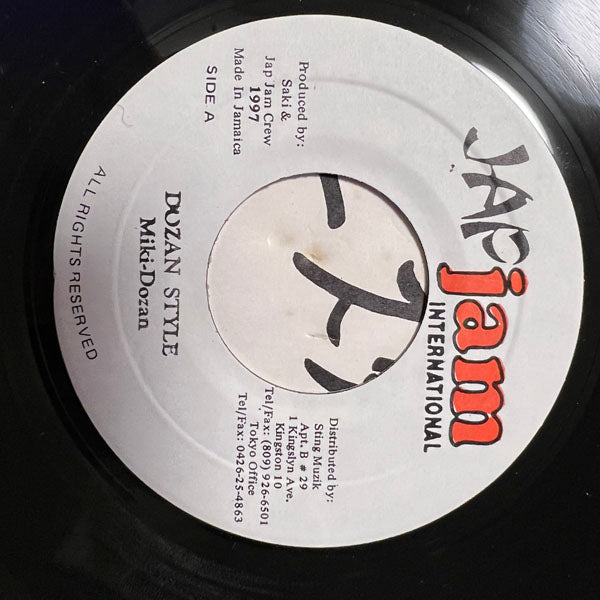 JAP
jam
INTERNATIONAL
Produced by:
Saki &
Jap Jam Crew
1997
Made In Jamaica
SIDE A
Distributed by:
Sting Muzik
Apt. B # 29
1 Kingslyn Ave.
Kingston 10
Tel/Fax: (809) 926-6501
Tokyo Office
Tel/Fax: 0426-25-4863
DOZAN STYLE
Miki-Dozan
ALL RIGHTS RESERVED